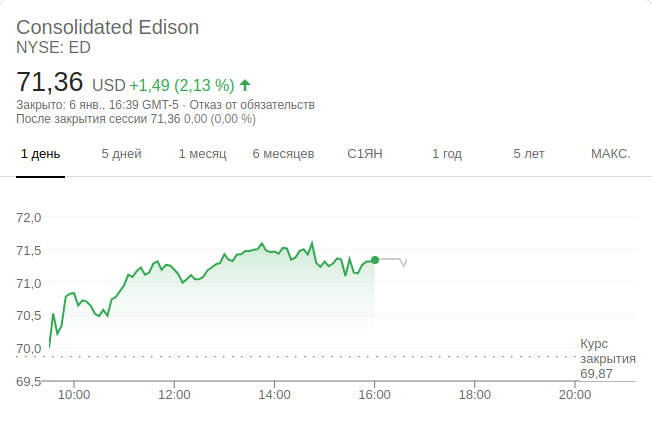 Consolidated Edison
NYSE: ED
71,36 USD +1,49 (2,13 %)
Закрыто: 6 янв., 16:39 GMT-5 · Отказ от обязательств
После закрытия сессии 71,36 0,00 (0,00 %)
1 день 5 дней 1 месяц 6 месяцев С1ЯН 1 год 5 лет МАКС.
72,0
71,5
71,0
70,5
70,0
69,5
Курс
закрытия
69,87
10:00 12:00 14:00 16:00 18:00 20:00